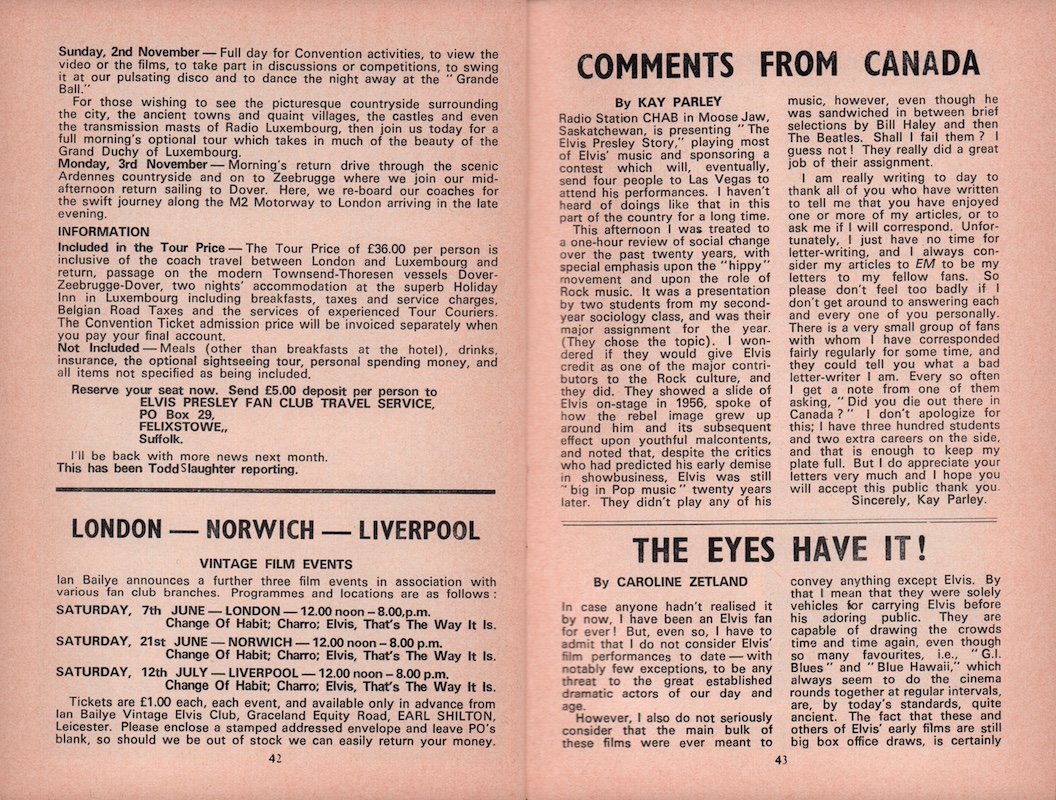 Sunday, 2nd November — Full day for Convention activities, to view the
video or the films, to take part in discussions or competitions, to swing
it at our pulsating disco and to dance the night away at the "Grande
Ball."
For those wishing to see the picturesque countryside surrounding
the city, the ancient towns and quaint villages, the castles and even
the transmission masts of Radio Luxembourg, then join us today for a
full morning's optional tour which takes in much of the beauty of the
Grand Duchy of Luxembourg.
Monday, 3rd November — Morning's return drive through the scenic
Ardennes countryside and on to Zeebrugge where we join our mid-
afternoon return sailing to Dover. Here, we re-board our coaches for
the swift journey along the M2 Motorway to London arriving in the late
evening.
INFORMATION
Included in the Tour Price — The Tour Price of £36.00 per person is
inclusive of the coach travel between London and Luxembourg and
return, passage on the modern Townsend-Thoresen vessels Dover-
Zeebrugge-Dover, two nights' accommodation at the superb Holiday
Inn in Luxembourg including breakfasts, taxes and service charges,
Belgian Road Taxes and the services of experienced Tour Couriers.
The Convention Ticket admission price will be invoiced separately when
you pay your final account.
Not Included — Meals (other than breakfasts at the hotel), drinks,
insurance, the optional sightseeing tour, personal spending money, and
all items not specified as being included.
Reserve your seat now. Send £5.00 deposit per person to
ELVIS PRESLEY FAN CLUB TRAVEL SERVICE,
PO Box 29,
FELIXSTOWE,,
Suffolk.
I'll be back with more news next month.
This has been Todd Slaughter reporting.
LONDON — NORWICH — LIVERPOOL
VINTAGE FILM EVENTS
Ian Bailye announces a further three film events in association with
various fan club branches. Programmes and locations are as follows :
SATURDAY, 7th JUNE — LONDON — 12.00 noon – 8.00,p.m.
Change Of Habit; Charro; Elvis, That's The Way It Is.
SATURDAY, 21st JUNE — NORWICH — 12.00 noon – 8.00 p.m.
Change Of Habit; Charro; Elvis, That's The Way It Is.
SATURDAY, 12th JULY — LIVERPOOL — 12.00 noon – 8.00 p.m.
Change Of Habit; Charro; Elvis, That's The Way It Is.
Tickets are £1.00 each, each event, and available only in advance from
Ian Bailye Vintage Elvis Club, Graceland Equity Road, EARL SHILTON,
Leicester. Please enclose a stamped addressed envelope and leave PO's
blank, so should we be out of stock we can easily return your money.
42
COMMENTS FROM CANADA
By KAY PARLEY
Radio Station CHAB in Moose Jaw,
Saskatchewan, is presenting "The
Elvis Presley Story," playing most
of Elvis' music and sponsoring a
contest which will, eventually,
send four people to Las Vegas to
attend his performances. I haven't
heard of doings like that in this
part of the country for a long time.
This afternoon I was treated to
a one-hour review of social change
over the past twenty years, with
special emphasis upon the "hippy"
movement and upon the role of
Rock music. It was a presentation
by two students from my second-
year sociology class, and was their
major assignment for the year.
(They chose the topic). I won-
dered if they would give Elvis
credit as one of the major contri-
butors to the Rock culture, and
they did. They showed a slide of
Elvis on-stage in 1956, spoke of
how the rebel image grew up
around him and its subsequent
effect upon youthful malcontents,
and noted that, despite the critics
who had predicted his early demise
in showbusiness, Elvis was still
"big in Pop music" twenty years
later. They didn't play any of his
music, however, even though he
was sandwiched in between brief
selections by Bill Haley and then
The Beatles. Shall I fail them ? I
guess not ! They really did a great
job of their assignment.
I am really writing to day to
thank all of you who have written
to tell me that you have enjoyed
one or more of my articles, or to
ask me if I will correspond. Unfor-
tunately, I just have no time for
letter-writing, and I always con-
sider my articles to EM to be my
letters to my fellow fans. So
please don't feel too badly if I
don't get around to answering each
and every one of you personally.
There is a very small group of fans
with whom I have corresponded
fairly regularly for some time, and
they could tell you what a bad
letter-writer I am. Every so often
I get a note from one of them
asking, "Did you die out there in
Canada ?" I don't apologize for
this; I have three hundred students
and two extra careers on the side,
and that is enough to keep my
plate full. But I do appreciate your
letters very much and I hope you
will accept this public thank you.
Sincerely, Kay Parley.
THE EYES HAVE IT!
By CAROLINE ZETLAND
In case anyone hadn't realised it
by now, I have been an Elvis fan
for ever! But, even so, I have to
admit that I do not consider Elvis'
film performances to date — with
notably few exceptions, to be any
threat to the great established
dramatic actors of our day and
age.
However, I also do not seriously
consider that the main bulk of
these films were ever meant to
convey anything except Elvis. By
that I mean that they were solely
vehicles for carrying Elvis before
his adoring public. They are
capable of drawing the crowds
time and time again, even though
so many favourites, i.e., "G.I.
Blues" and "Blue Hawaii," which
always seem to do the cinema
rounds together at regular intervals,
are, by today's standards, quite
ancient. The fact that these and
others of Elvis' early films are still
big box office draws, is certainly
43